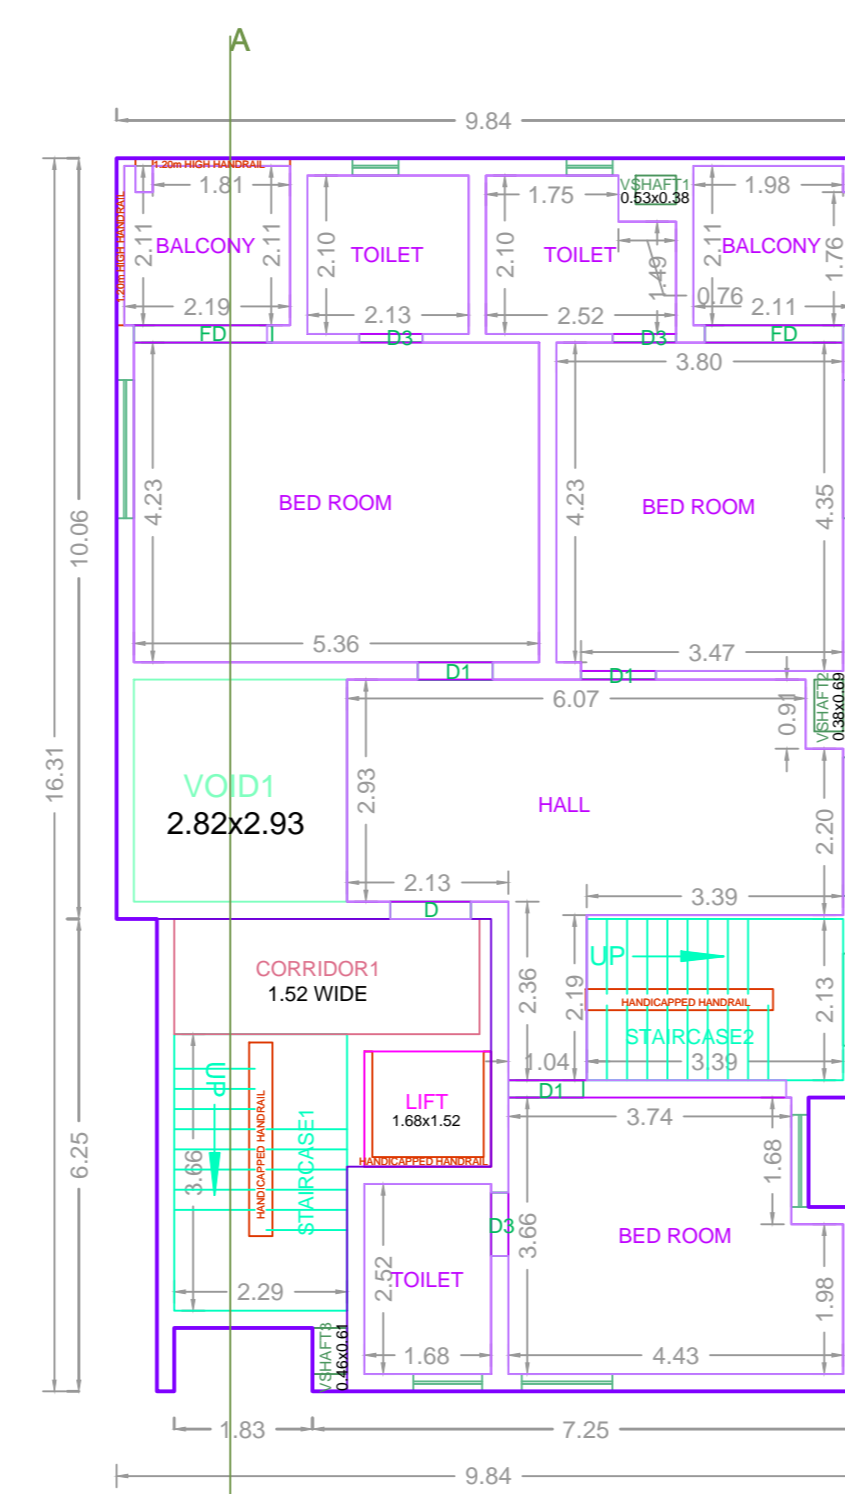 A
9.84
1.20m HIGH HANDRAIL
1.81
1.75
VSHAFT1
0.53x0.38
1.98
1.20m HIGH HANDRAIL
2.11
BALCONY
2.11
2.10
TOILET
2.10
TOILET
1.49
2.11
BALCONY
1.76
0.76
2.19
2.13
2.52
2.11
FD
D3
D3
FD
3.80
4.23
BED ROOM
4.23
BED ROOM
4.35
10.06
5.36
3.47
D1
D1
6.07
0.91
VSHAFT2
0.38x0.69
16.31
VOID1
2.82x2.93
2.93
HALL
2.20
2.13
3.39
D
CORRIDOR1
1.52 WIDE
2.36
2.19
UP
HANDICAPPED HANDRAIL
STAIRCASE2
2.13
1.04
3.39
D1
UP
LIFT
1.68x1.52
HANDICAPPED HANDRAIL
3.74
6.25
3.66
HANDICAPPED HANDRAIL
STAIRCASE1
1.68
D3
3.66
BED ROOM
2.52
TOILET
2.29
1.98
VSHAFT3
0.46x0.61
1.68
4.43
1.83
7.25
9.84